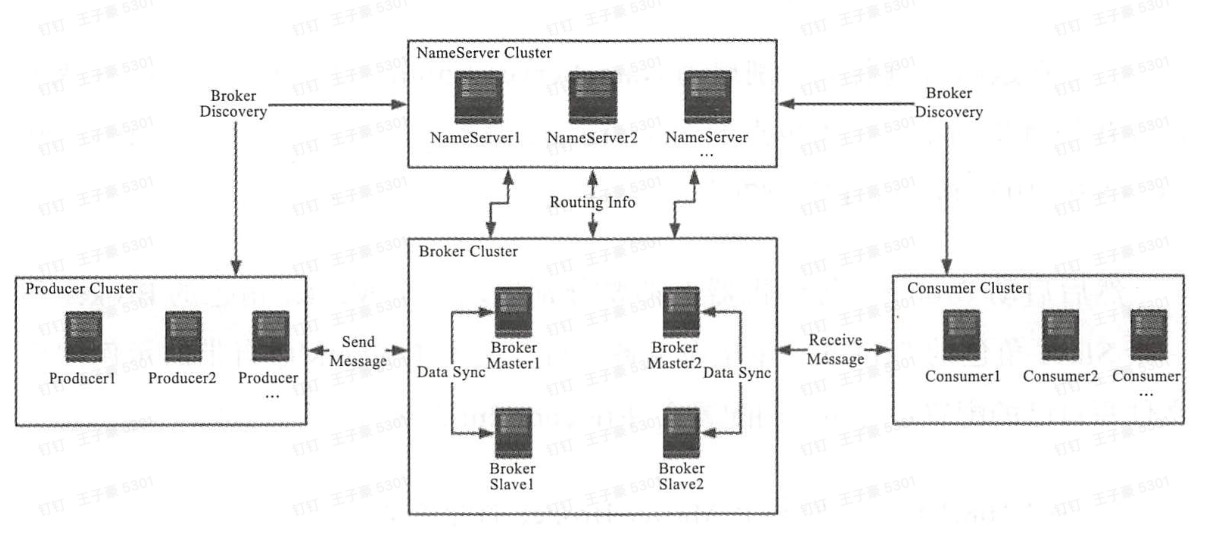 NameServer Cluster
NameServer1
NameServer2
NameServer
...
Broker
Discovery
Broker
Discovery
Routing Info
Producer Cluster
Producer1
Producer2
Producer
...
Send
Message
Broker Cluster
Broker
Master1
Broker
Master2
Data Sync
Data Sync
Broker
Slave1
Broker
Slave2
Receive
Message
Consumer Cluster
Consumer1
Consumer2
Consumer
...
钉钉 王子豪 5301